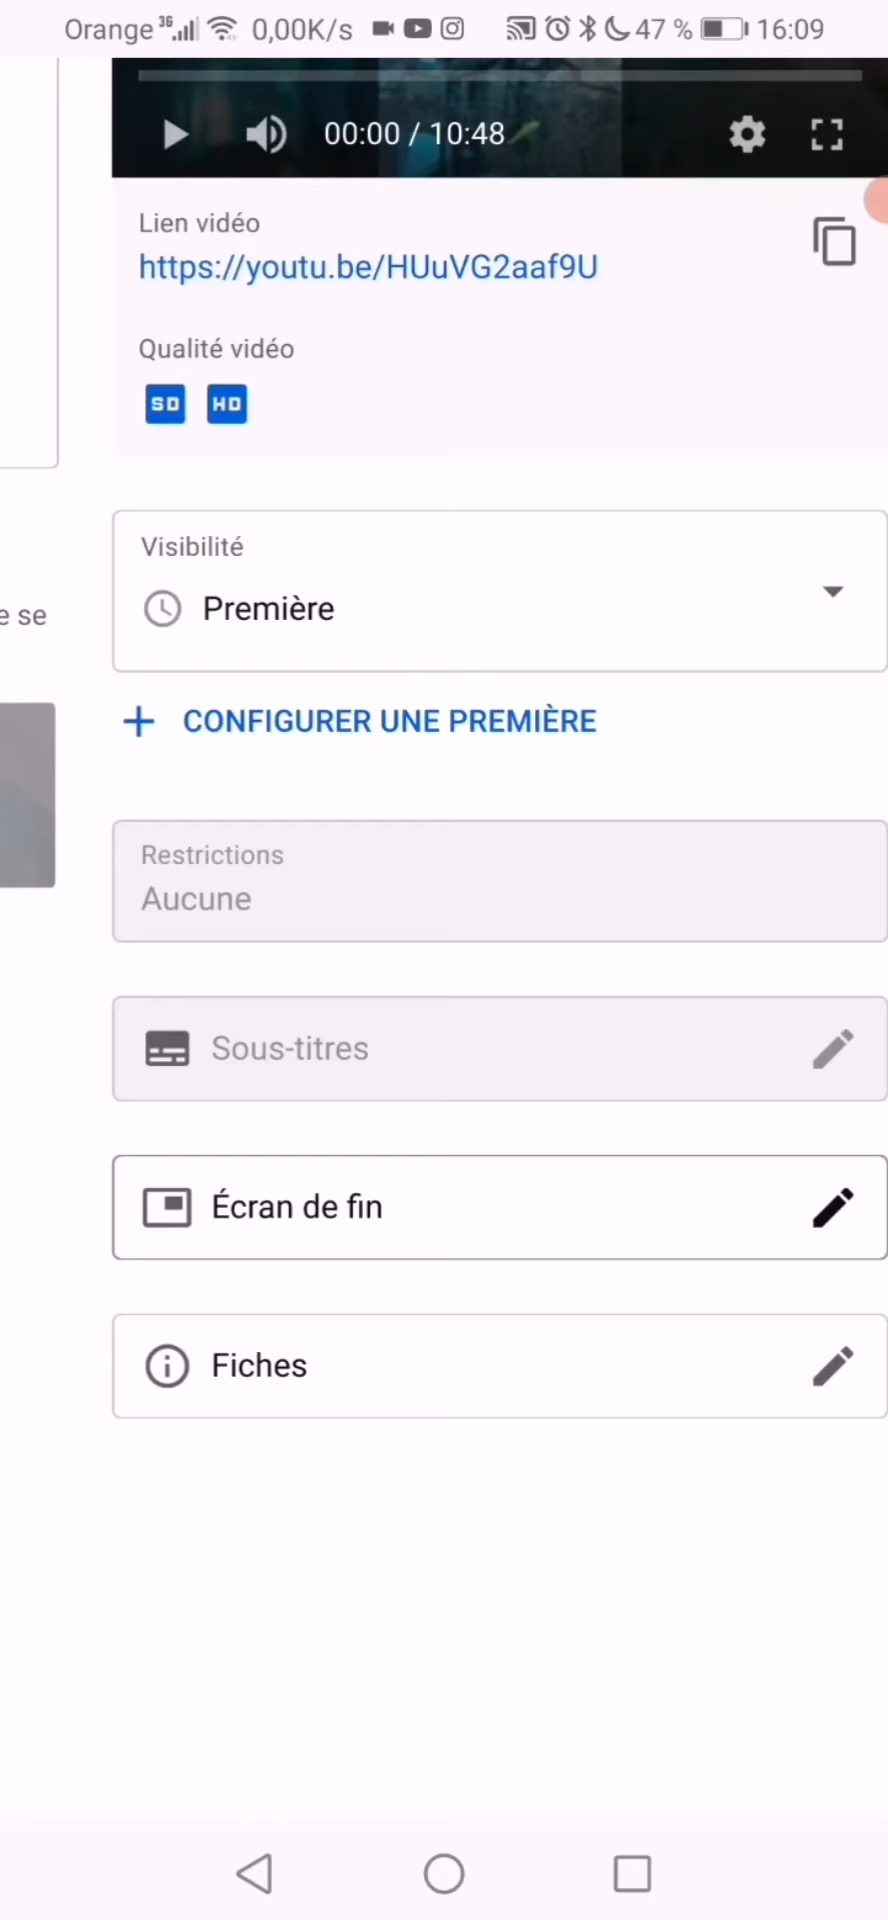 Orange 3G 0,00K/s 47 % 16:09
00:00 / 10:48
Lien vidéo
https://youtu.be/HUuVG2aaf9U
Qualité vidéo
SD HD
Visibilité
Première
e se
CONFIGURER UNE PREMIÈRE
Restrictions
Aucune
Sous-titres
Écran de fin
Fiches